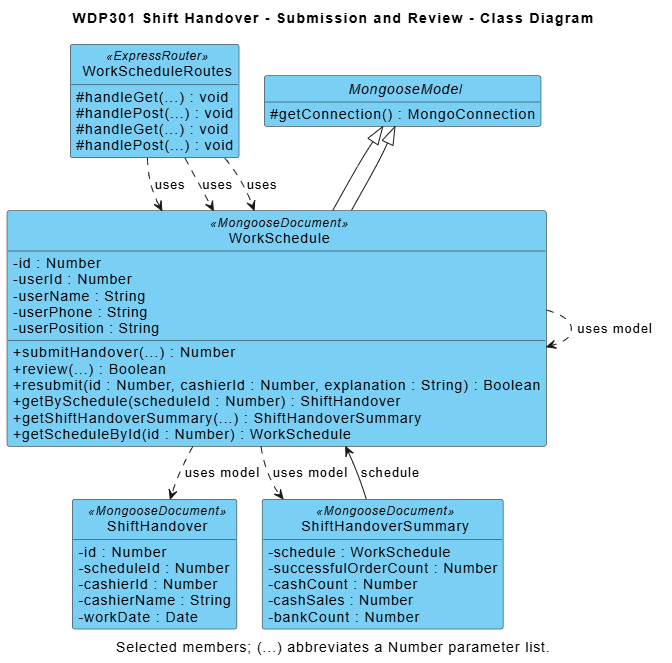 WDP301 Shift Handover - Submission and Review - Class Diagram
«ExpressRouter»
WorkScheduleRoutes
#handleGet(...) : void
#handlePost(...) : void
#handleGet(...) : void
#handlePost(...) : void
MongooseModel
#getConnection() : MongoConnection
uses
uses
uses
«MongooseDocument»
WorkSchedule
-id : Number
-userId : Number
-userName : String
-userPhone : String
-userPosition : String
+submitHandover(...) : Number
+review(...) : Boolean
+resubmit(id : Number, cashierId : Number, explanation : String) : Boolean
+getBySchedule(scheduleId : Number) : ShiftHandover
+getShiftHandoverSummary(...) : ShiftHandoverSummary
+getScheduleById(id : Number) : WorkSchedule
uses model
uses model
uses model
schedule
«MongooseDocument»
ShiftHandover
-id : Number
-scheduleId : Number
-cashierId : Number
-cashierName : String
-workDate : Date
«MongooseDocument»
ShiftHandoverSummary
-schedule : WorkSchedule
-successfulOrderCount : Number
-cashCount : Number
-cashSales : Number
-bankCount : Number
Selected members; (...) abbreviates a Number parameter list.